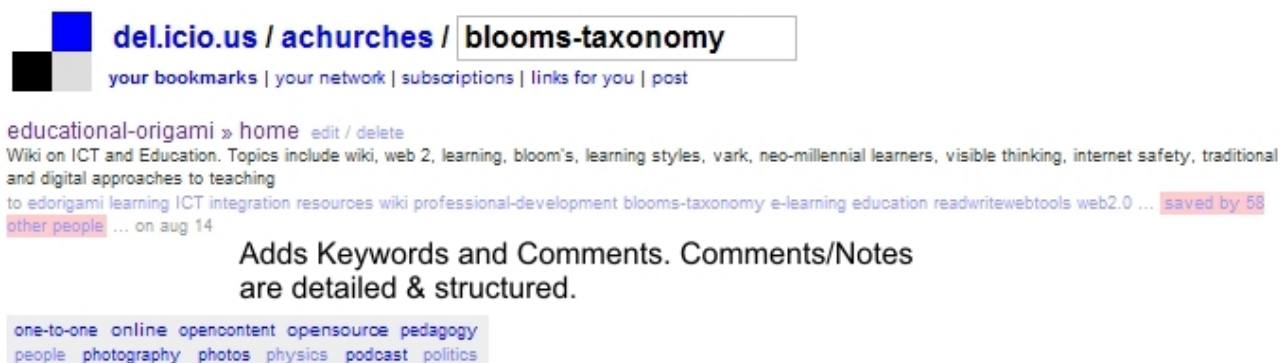 del.icio.us / achurches / blooms-taxonomy
your bookmarks | your network | subscriptions | links for you | post
educational-origami » home edit / delete
Wiki on ICT and Education. Topics include wiki, web 2, learning, bloom's, learning styles, vark, neo-millennial learners, visible thinking, internet safety, traditional
and digital approaches to teaching
to edorigami learning ICT integration resources wiki professional-development blooms-taxonomy e-learning education readwritewebtools web2.0 ... saved by 58
other people ... on aug 14
Adds Keywords and Comments. Comments/Notes
are detailed & structured.
one-to-one online opencontent opensource pedagogy
people photography photos physics podcast politics